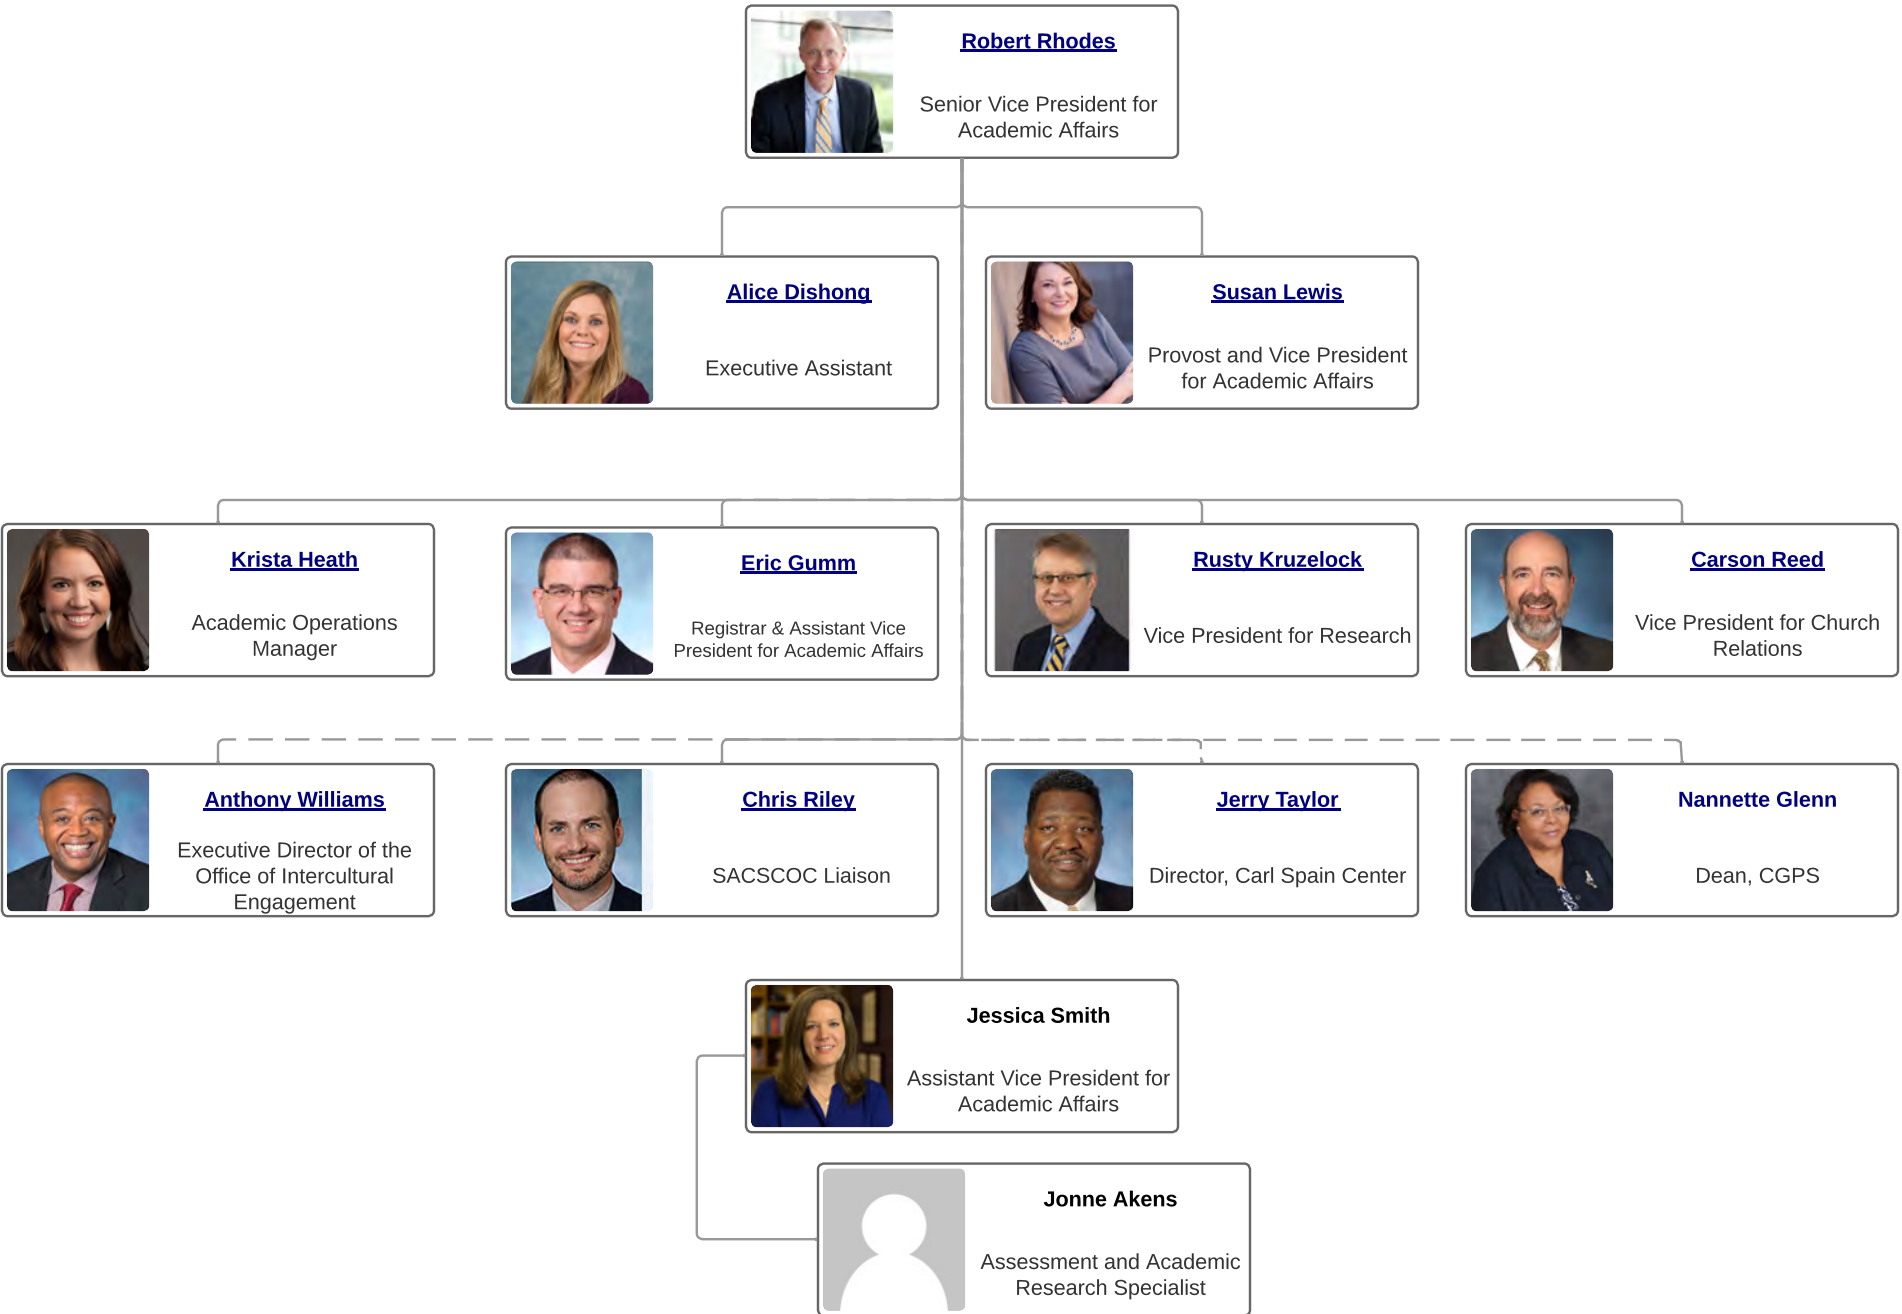 Robert Rhodes
Senior Vice President for
Academic Affairs
Alice Dishong
Executive Assistant
Susan Lewis
Provost and Vice President
for Academic Affairs
Krista Heath
Academic Operations
Manager
Eric Gumm
Registrar & Assistant Vice
President for Academic Affairs
Rusty Kruzelock
Vice President for Research
Carson Reed
Vice President for Church
Relations
Anthony Williams
Executive Director of the
Office of Intercultural
Engagement
Chris Riley
SACSCOC Liaison
Jerry Taylor
Director, Carl Spain Center
Nannette Glenn
Dean, CGPS
Jessica Smith
Assistant Vice President for
Academic Affairs
Jonne Akens
Assessment and Academic
Research Specialist